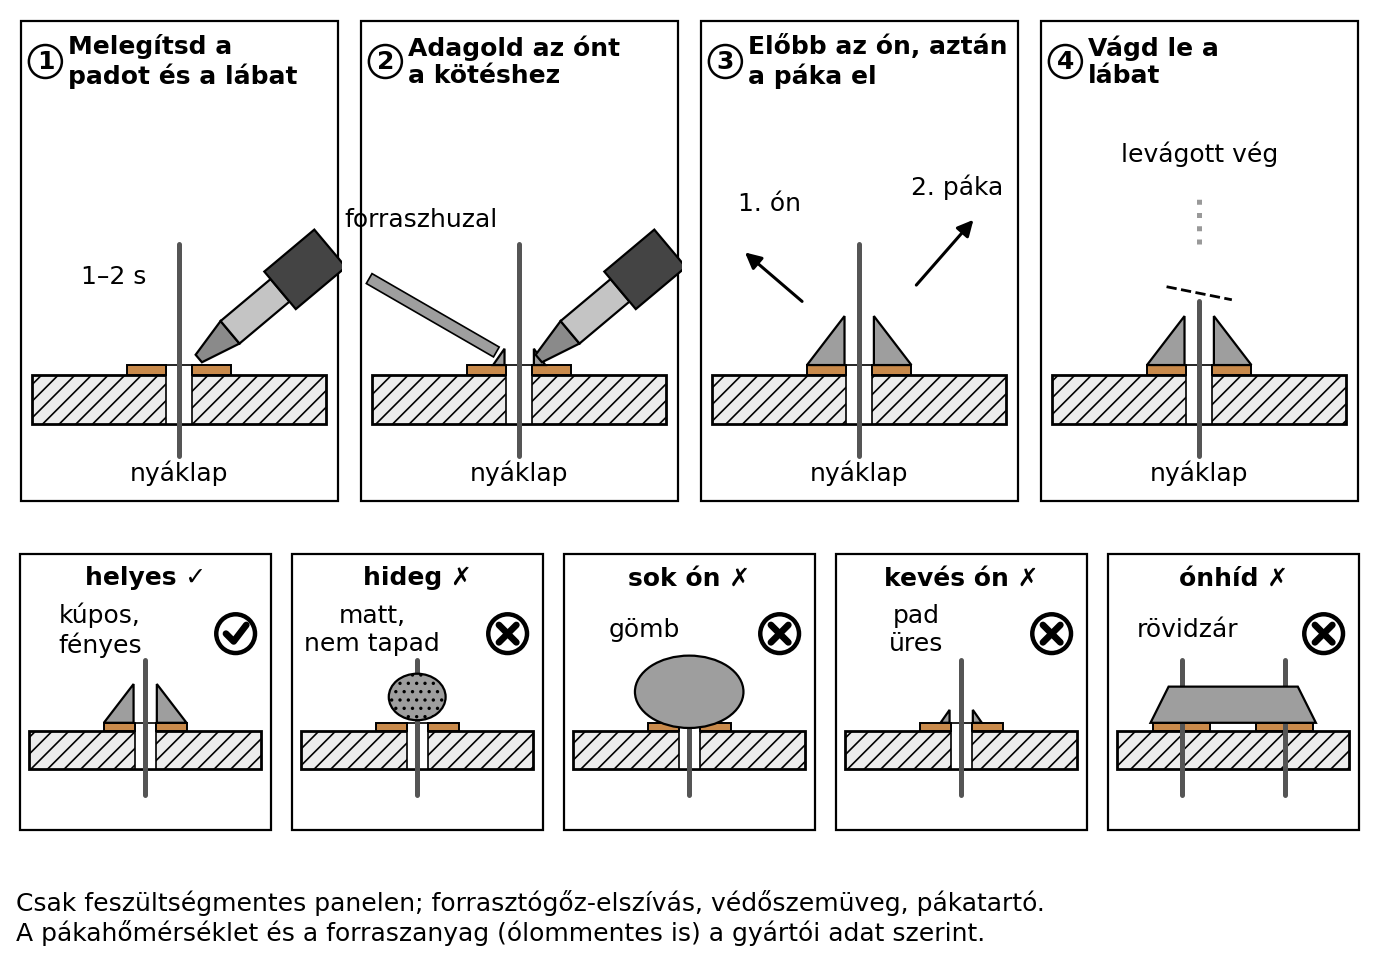 ① Melegítsd a
padot és a lábat
1–2 s
nyáklap
② Adagold az ónt
a kötéshez
forraszhuzal
nyáklap
③ Előbb az ón, aztán
a páka el
1. ón
2. páka
nyáklap
④ Vágd le a
lábat
levágott vég
nyáklap
helyes ✓
kúpos,
fényes
hideg ✗
matt,
nem tapad
sok ón ✗
gömb
kevés ón ✗
pad
üres
ónhíd ✗
rövidzár
Csak feszültségmentes panelen; forrasztógőz-elszívás, védőszemüveg, pákatartó.
A pákahőmérséklet és a forraszanyag (ólommentes is) a gyártói adat szerint.